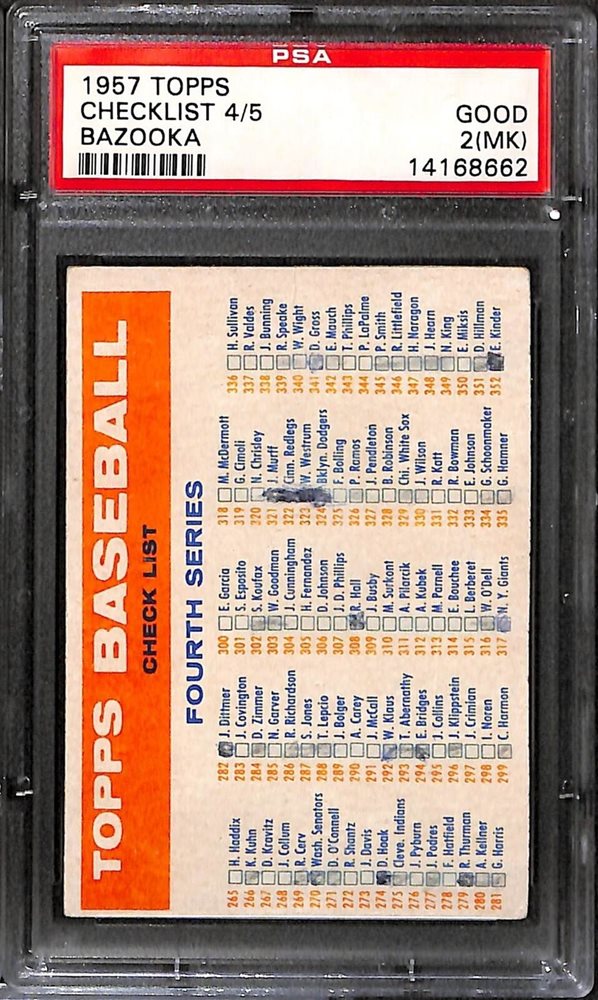 PSA
1957 TOPPS
CHECKLIST 4/5
BAZOOKA
GOOD
2(MK)
14168662
TOPPS BASEBALL
CHECK LIST
FOURTH SERIES
265 H. Haddix
266 K. Kuhn
267 D. Kravitz
268 J. Collum
269 R. Cerv
270 Wash. Senators
271 D. O'Connell
272 R. Shantz
273 J. Davis
274 D. Hoak
275 Cleve. Indians
276 J. Pyburn
277 J. Podres
278 F. Hatfield
279 R. Thurman
280 A. Kellner
281 G. Harris
282 J. Dittmer
283 J. Covington
284 D. Zimmer
285 N. Garver
286 R. Richardson
287 S. Jones
288 T. Lepcio
289 J. Bolger
290 A. Carey
291 J. McCall
292 W. Klaus
293 T. Abernathy
294 E. Bridges
295 J. Collins
296 J. Klippstein
297 J. Crimian
298 I. Noren
299 C. Harmon
300 E. Garcia
301 S. Esposito
302 S. Koufax
303 W. Goodman
304 J. Cunningham
305 H. Fernandez
306 D. Johnson
307 J. D. Phillips
308 R. Hall
309 J. Busby
310 M. Surkont
311 A. Pilarcik
312 A. Kubek
313 M. Parnell
314 E. Bouchee
315 L. Berberet
316 W. O'Dell
317 N. Y. Giants
318 M. McDermott
319 G. Cimoli
320 N. Chrisley
321 J. Murff
322 Cinn. Redlegs
323 W. Westrum
324 Bklyn. Dodgers
325 F. Bolling
326 P. Ramos
327 J. Pendleton
328 B. Robinson
329 Chi. White Sox
330 J. Wilson
331 R. Katt
332 R. Bowman
333 E. Johnson
334 G. Schoonmaker
335 G. Hamner
336 H. Sullivan
337 R. Valdes
338 J. Bunning
339 R. Speake
340 W. Wight
341 D. Gross
342 E. Mauch
343 T. Phillips
344 P. LaPalme
345 P. Smith
346 R. Littlefield
347 H. Naragon
348 J. Hearn
349 N. King
350 E. Miksis
351 D. Hillman
352 E. Kinder